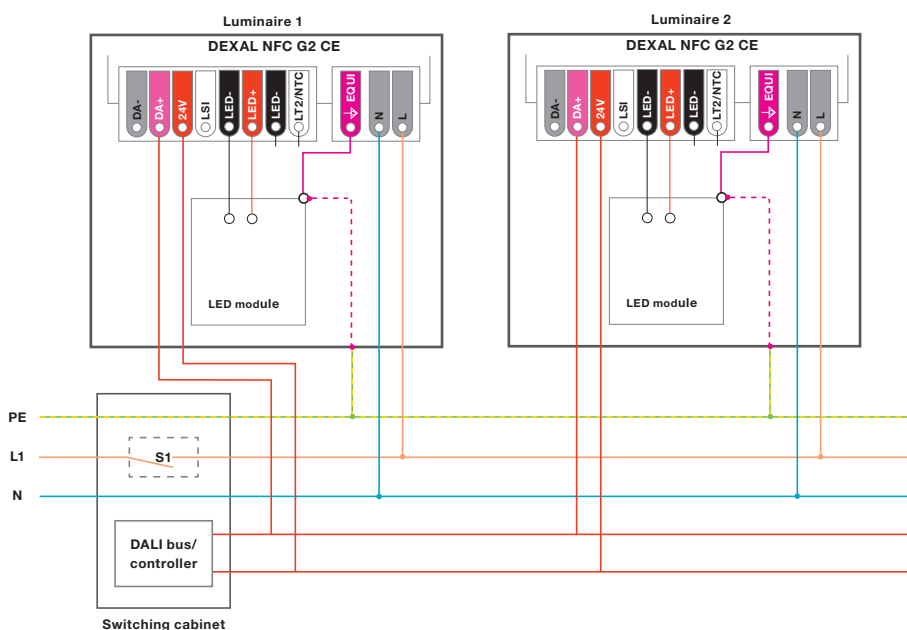 Luminaire 1
DEXAL NFC G2 CE
DA-
DA+
24V
LSI
LED-
LED+
LED-
LT2/NTC
EQUI
N
L
LED module
Luminaire 2
DEXAL NFC G2 CE
DA-
DA+
24V
LSI
LED-
LED+
LED-
LT2/NTC
EQUI
N
L
LED module
PE
L1
S1
N
DALI bus/
controller
Switching cabinet